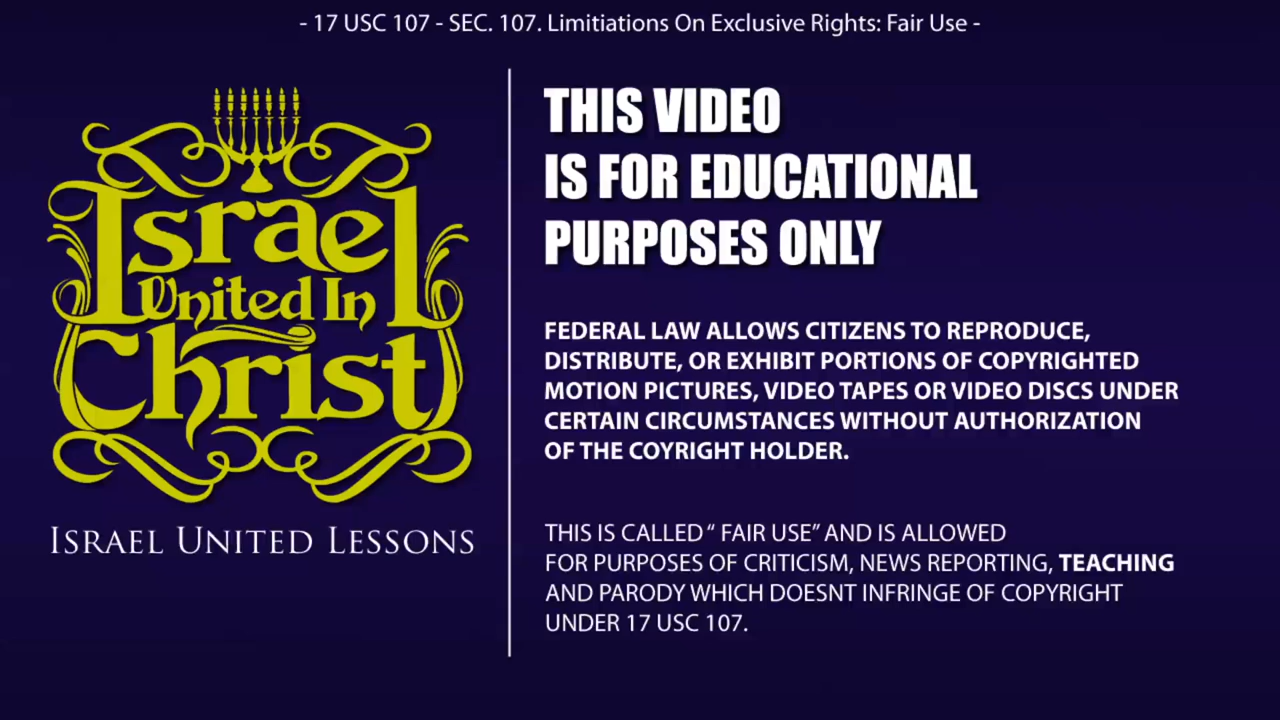 - 17 USC 107 - SEC. 107. Limitiations On Exclusive Rights: Fair Use -
Israel
United In
Christ
ISRAEL UNITED LESSONS
THIS VIDEO
IS FOR EDUCATIONAL
PURPOSES ONLY
FEDERAL LAW ALLOWS CITIZENS TO REPRODUCE,
DISTRIBUTE, OR EXHIBIT PORTIONS OF COPYRIGHTED
MOTION PICTURES, VIDEO TAPES OR VIDEO DISCS UNDER
CERTAIN CIRCUMSTANCES WITHOUT AUTHORIZATION
OF THE COYRIGHT HOLDER.
THIS IS CALLED “ FAIR USE” AND IS ALLOWED
FOR PURPOSES OF CRITICISM, NEWS REPORTING, TEACHING
AND PARODY WHICH DOESNT INFRINGE OF COPYRIGHT
UNDER 17 USC 107.